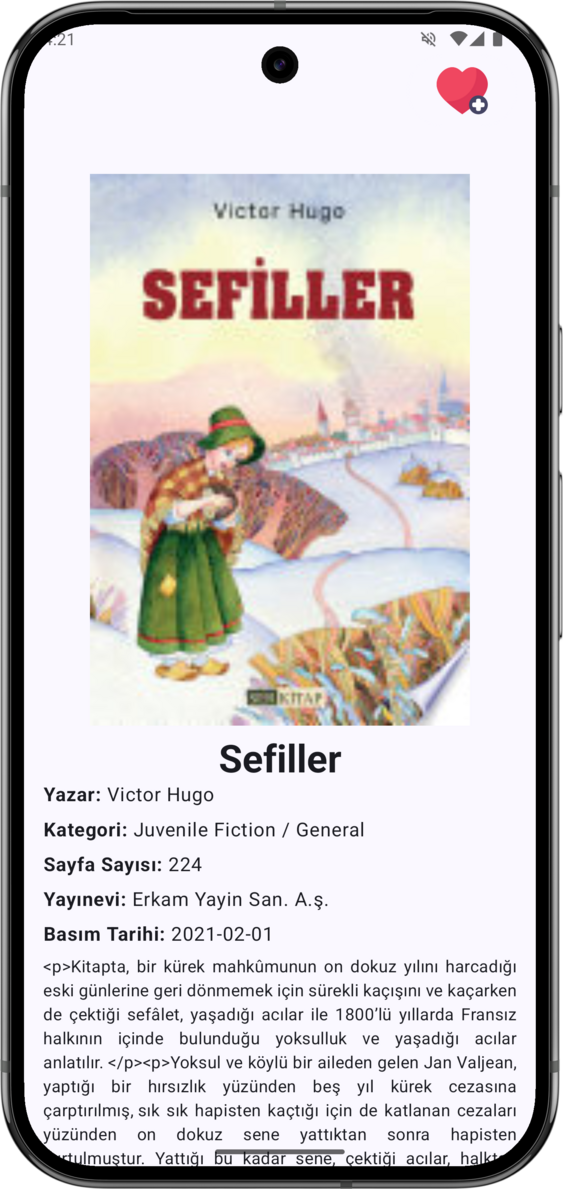 :21
Victor Hugo
SEFİLLER
KİTAP
Sefiller
Yazar: Victor Hugo
Kategori: Juvenile Fiction / General
Sayfa Sayısı: 224
Yayınevi: Erkam Yayin San. A.ş.
Basım Tarihi: 2021-02-01
<p>Kitapta, bir kürek mahkûmunun on dokuz yılını harcadığı
eski günlerine geri dönmemek için sürekli kaçışını ve kaçarken
de çektiği sefâlet, yaşadığı acılar ile 1800’lü yıllarda Fransız
halkının içinde bulunduğu yoksulluk ve yaşadığı acılar
anlatılır. </p><p>Yoksul ve köylü bir aileden gelen Jan Valjean,
yaptığı bir hırsızlık yüzünden beş yıl kürek cezasına
çarptırılmış, sık sık hapisten kaçtığı için de katlanan cezaları
yüzünden on dokuz sene yattıktan sonra hapisten
rtulmuştur. Yattığı bu kadar sene, çektiği acılar, halkt